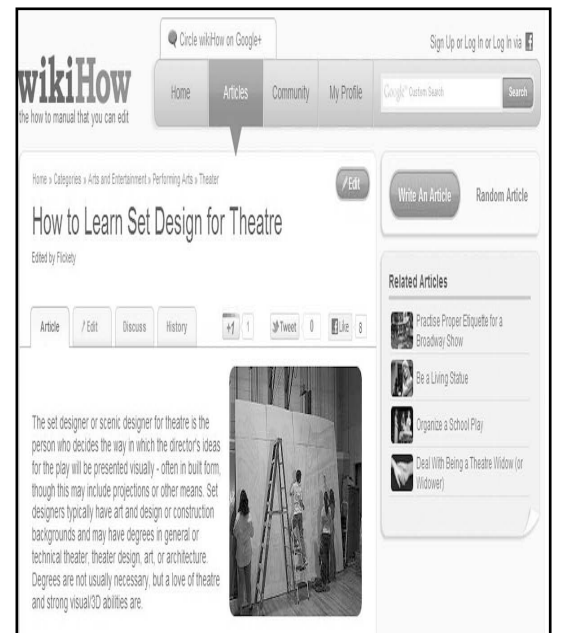 Circle wikiHow on Google+
Sign Up or Log In or Log In via
wikiHow
the how to manual that you can edit
Home
Articles
Community
My Profile
Google™ Custom Search
Search
Home » Categories » Arts and Entertainment » Performing Arts » Theater
Edit
How to Learn Set Design for Theatre
Edited by Flickety
Write An Article
Random Article
Article
Edit
Discuss
History
+1
1
Tweet
0
Like
8
The set designer or scenic designer for theatre is the
person who decides the way in which the director's ideas
for the play will be presented visually - often in built form,
though this may include projections or other means. Set
designers typically have art and design or construction
backgrounds and may have degrees in general or
technical theater, theater design, art, or architecture.
Degrees are not usually necessary, but a love of theatre
and strong visual/3D abilities are.
Related Articles
Practise Proper Etiquette for a
Broadway Show
Be a Living Statue
Organize a School Play
Deal With Being a Theatre Widow (or
Widower)